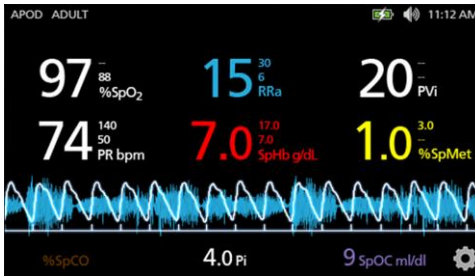 APOD ADULT 11:12 AM
97 -- 88 %SpO₂
15 30 6 RRa
20 -- -- PVi
74 140 50 PR bpm
7.0 17.0 7.0 SpHb g/dL
1.0 3.0 -- %SpMet
%SpCO
4.0 Pi
9 SpOC ml/dl